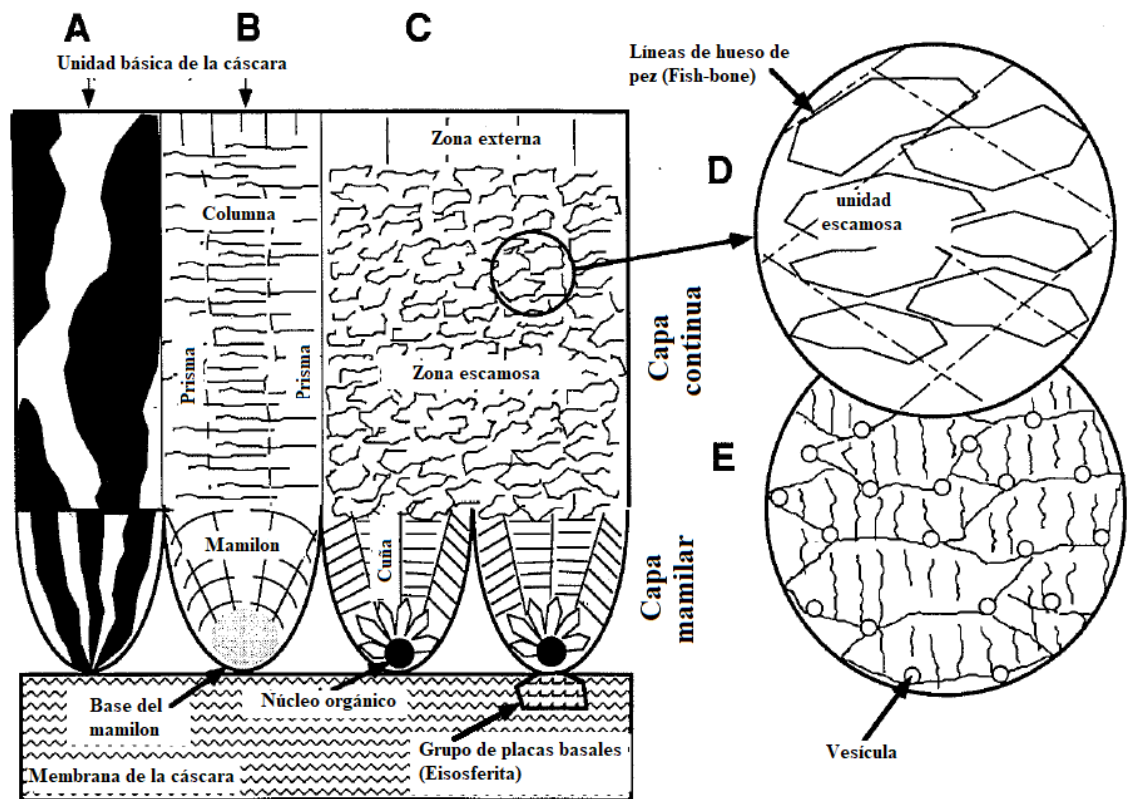 A
B
C
Unidad básica de la cáscara
Líneas de hueso de
pez (Fish-bone)
Zona externa
D
unidad
escamosa
Columna
Capa
continua
Prisma
Prisma
Zona escamosa
E
Mamilon
Cuña
Capa
mamilar
Base del
mamilon
Núcleo orgánico
Grupo de placas basales
(Eisosferita)
Membrana de la cáscara
Vesícula